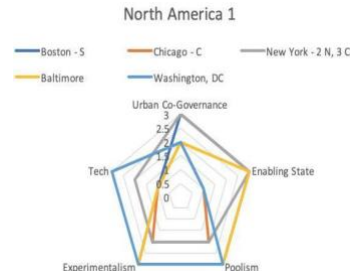 North America 1
Boston - S Chicago - C New York - 2 N, 3 C
Baltimore Washington, DC
Urban Co-Governance
3
2.5
2
1.5
1
0.5
0
Tech Enabling State
Experimentalism Poolism